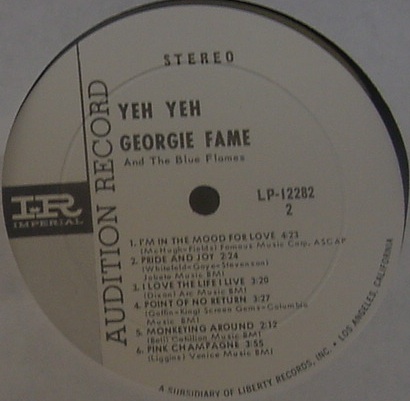 STEREO
AUDITION RECORD
YEH YEH
GEORGIE FAME
And The Blue Flames
LP-12282
2
IR
IMPERIAL
1. I'M IN THE MOOD FOR LOVE 4:23
(McHugh-Fields) Famous Music Corp. ASCAP
2. PRIDE AND JOY 2:24
(Whitefeld-Gaye-Stevenson)
Jobete Music BMI
3. I LOVE THE LIFE I LIVE 3:20
(Dixon) Arc Music BMI
4. POINT OF NO RETURN 3:27
(Goffin-King) Screen Gems-Columbia
Music BMI
5. MONKEYING AROUND 2:12
(Bell) Cotillion Music BMI
6. PINK CHAMPAGNE 3:55
(Liggins) Venice Music BMI
A SUBSIDIARY OF LIBERTY RECORDS, INC. • LOS ANGELES, CALIFORNIA